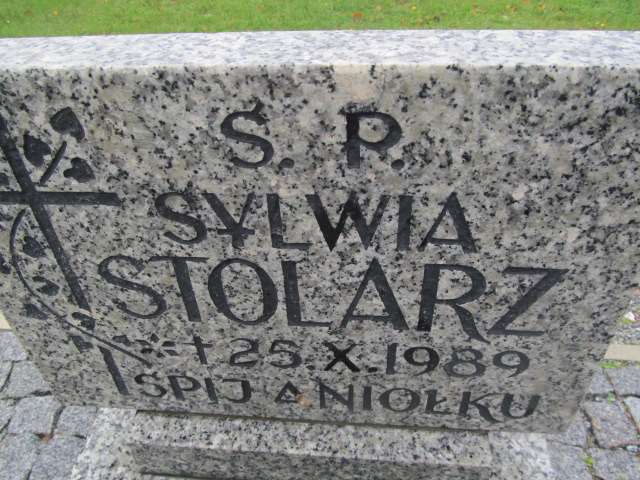 Ś. P.
SYLWIA
STOLARZ
* † 25. X. 1989
ŚPIJ ANIOŁKU